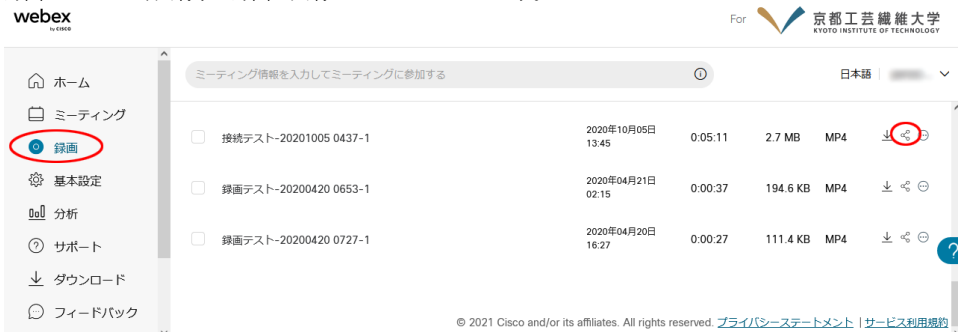 webex
by CISCO
For 京都工芸繊維大学
KYOTO INSTITUTE OF TECHNOLOGY
ホーム
ミーティング
録画
基本設定
分析
サポート
ダウンロード
フィードバック
ミーティング情報を入力してミーティングに参加する
日本語
接続テスト-20201005 0437-1
2020年10月05日
13:45
0:05:11 2.7 MB MP4
録画テスト-20200420 0653-1
2020年04月21日
02:15
0:00:37 194.6 KB MP4
録画テスト-20200420 0727-1
2020年04月20日
16:27
0:00:27 111.4 KB MP4
?
© 2021 Cisco and/or its affiliates. All rights reserved. プライバシーステートメント | サービス利用規約